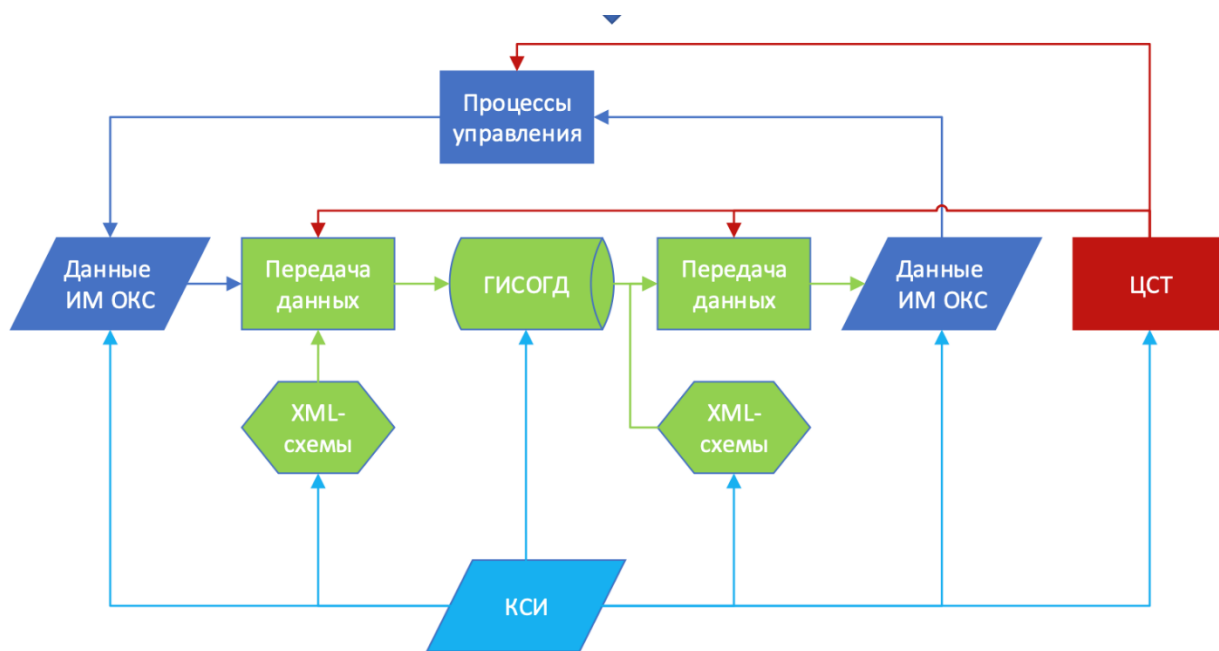 Процессы
управления
Данные
ИМ ОКС
Передача
данных
ГИСОГД
Передача
данных
Данные
ИМ ОКС
ЦСТ
XML-
схемы
XML-
схемы
КСИ